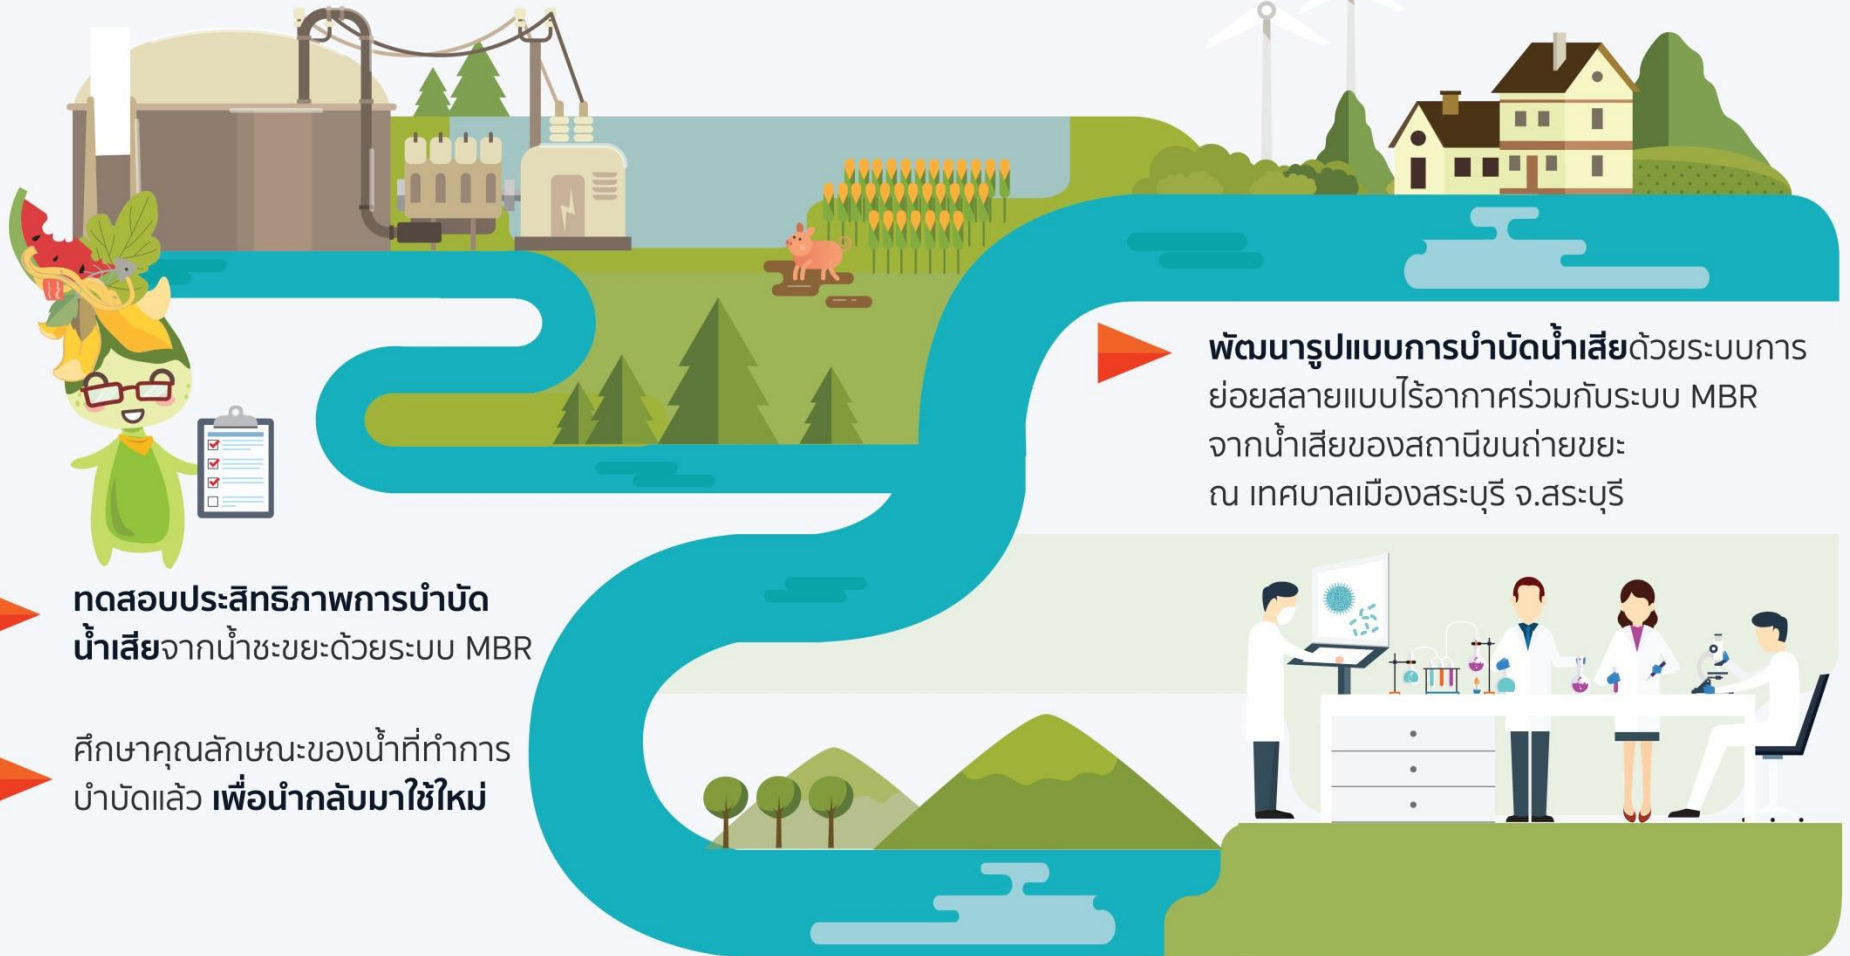 พัฒนารูปแบบการบำบัดน้ำเสียด้วยระบบการ
ย่อยสลายแบบไร้อากาศร่วมกับระบบ MBR
จากน้ำเสียของสถานีขนถ่ายขยะ
ณ เทศบาลเมืองสระบุรี จ.สระบุรี
ทดสอบประสิทธิภาพการบำบัด
น้ำเสียจากน้ำชะขยะด้วยระบบ MBR
ศึกษาคุณลักษณะของน้ำที่ทำการ
บำบัดแล้ว เพื่อนำกลับมาใช้ใหม่